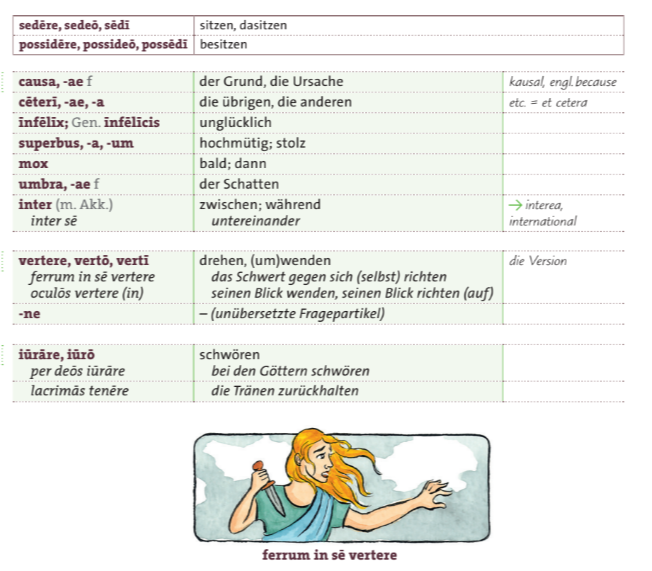 sedēre, sedeō, sēdī sitzen, dasitzen
possidēre, possideō, possēdī besitzen
causa, -ae f der Grund, die Ursache kausal, engl. because
cēterī, -ae, -a die übrigen, die anderen etc. = et cetera
īnfēlīx; Gen. īnfēlīcis unglücklich
superbus, -a, -um hochmütig; stolz
mox bald; dann
umbra, -ae f der Schatten
inter (m. Akk.) zwischen; während → interea,
inter sē untereinander international
vertere, vertō, vertī drehen, (um)wenden die Version
ferrum in sē vertere das Schwert gegen sich (selbst) richten
oculōs vertere (in) seinen Blick wenden, seinen Blick richten (auf)
-ne – (unübersetzte Fragepartikel)
iūrāre, iūrō schwören
per deōs iūrāre bei den Göttern schwören
lacrimās tenēre die Tränen zurückhalten
ferrum in sē vertere